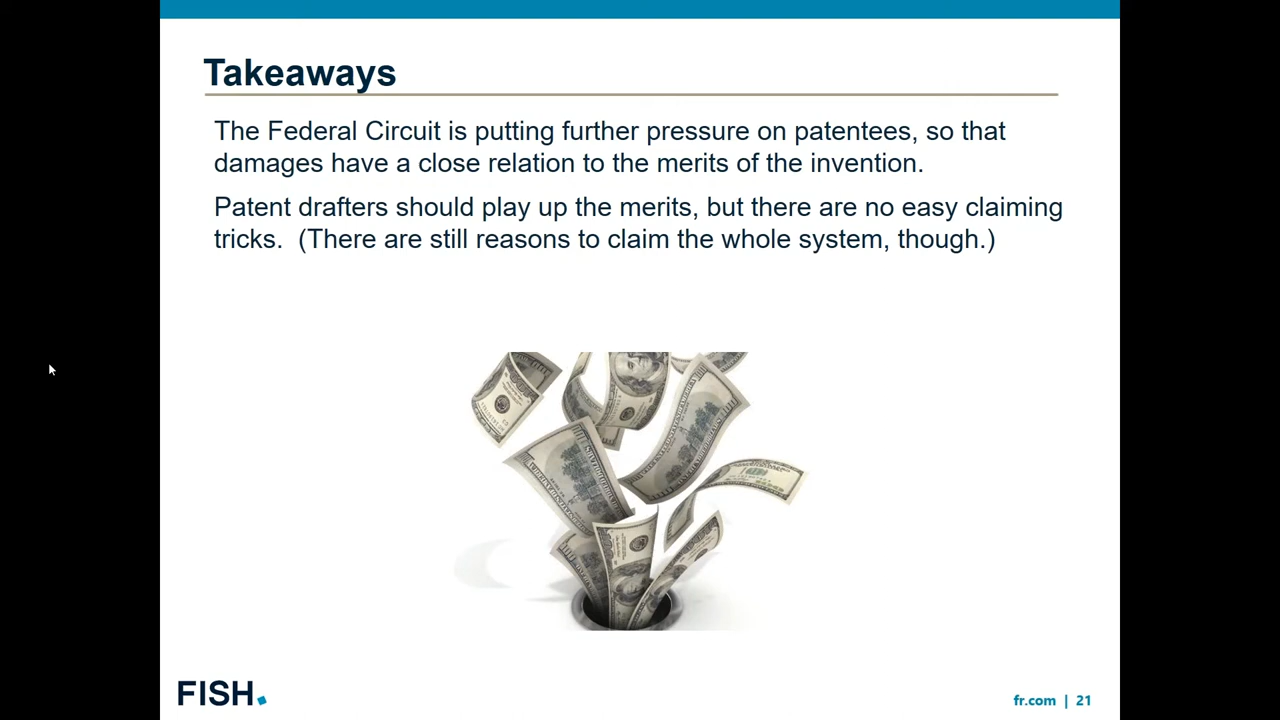 Takeaways
The Federal Circuit is putting further pressure on patentees, so that
damages have a close relation to the merits of the invention.
Patent drafters should play up the merits, but there are no easy claiming
tricks.  (There are still reasons to claim the whole system, though.)
FISH.
fr.com | 21